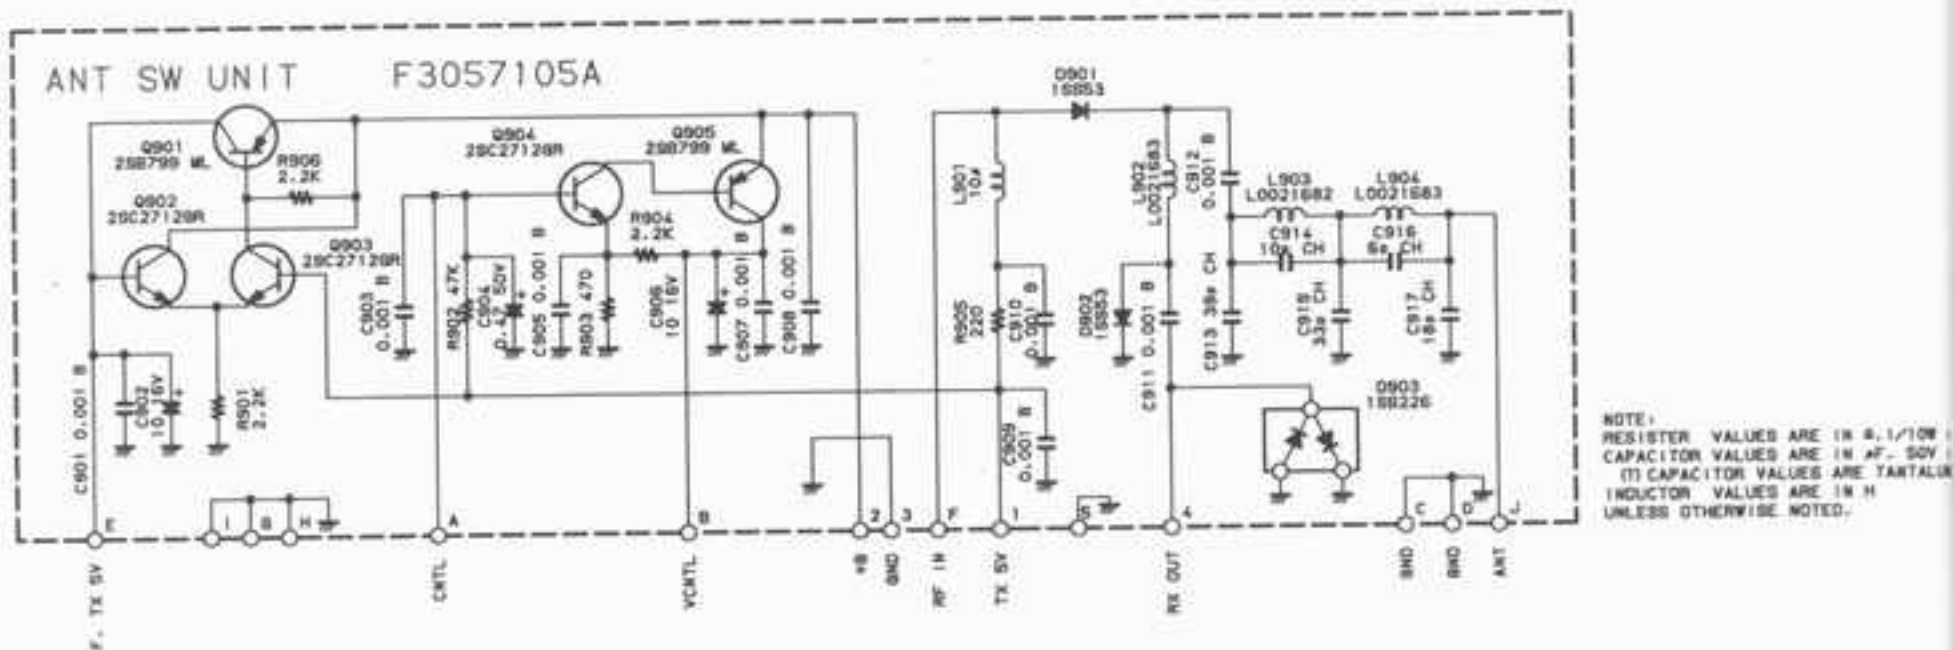 ANT SW UNIT F3057105A
Q901
2SB799 ML
R906
2.2K
Q902
2SC2712GR
Q903
2SC2712GR
Q904
2SC2712GR
Q905
2SB799 ML
R904
2.2K
C901 0.001 B
C902
10 16V
R901
2.2K
C903
0.001 B
R902 47K
C904
0.47 50V
C905 0.001 B
R903 470
C906
10 16V
C907 0.001 B
C908 0.001 B
D901
1SS53
L901
10μ
L902
L0021683
C912
0.001 B
L903
L0021682
L904
L0021683
C914
10P CH
C916
6P CH
R905
220
C910
0.001 B
D902
1SS53
C911 0.001 B
C913 39P CH
C915
33P CH
C917
18P CH
C909
0.001 B
D903
1SS226
E
I
G
H
A
B
2
3
F
1
5
4
C
D
J
F. TX 5V
CNTL
VCNTL
+B
GND
RF IN
TX 5V
RX OUT
GND
GND
ANT
NOTE:
RESISTER VALUES ARE IN Ω, 1/10W
CAPACITOR VALUES ARE IN μF, 50V
(T) CAPACITOR VALUES ARE
INDUCTOR VALUES ARE IN H
UNLESS OTHERWISE NOTED.